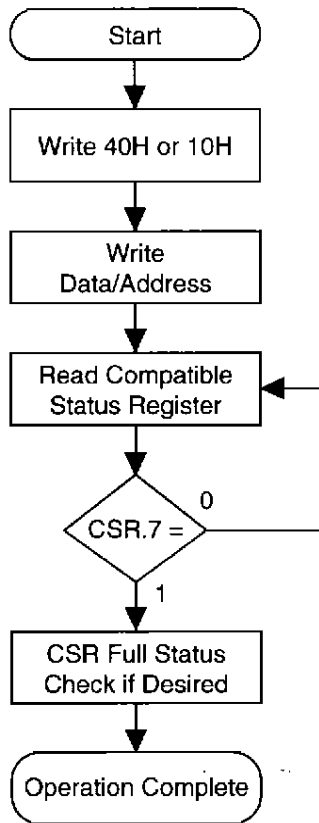 Start
Write 40H or 10H
Write
Data/Address
Read Compatible
Status Register
0
CSR.7 =
1
CSR Full Status
Check if Desired
Operation Complete